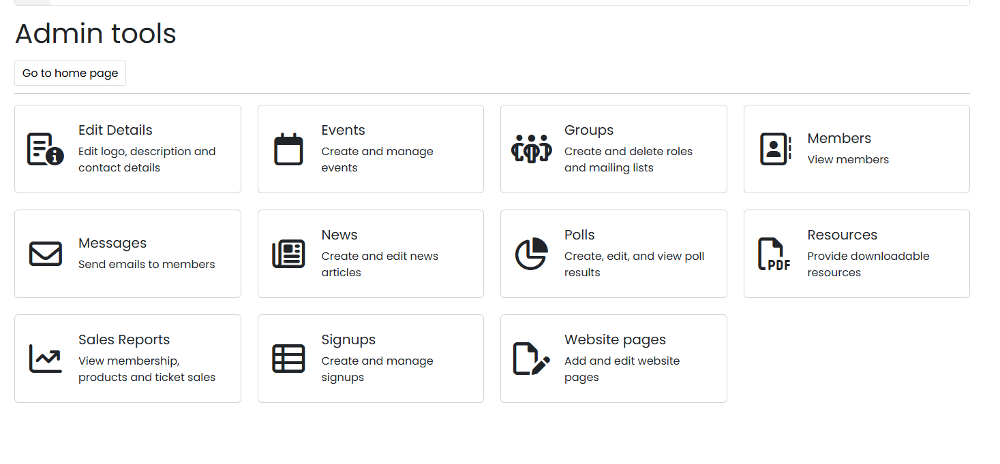 Admin tools
Go to home page
Edit Details
Edit logo, description and
contact details
Events
Create and manage
events
Groups
Create and delete roles
and mailing lists
Members
View members
Messages
Send emails to members
News
Create and edit news
articles
Polls
Create, edit, and view poll
results
Resources
Provide downloadable
resources
PDF
Sales Reports
View membership,
products and ticket sales
Signups
Create and manage
signups
Website pages
Add and edit website
pages